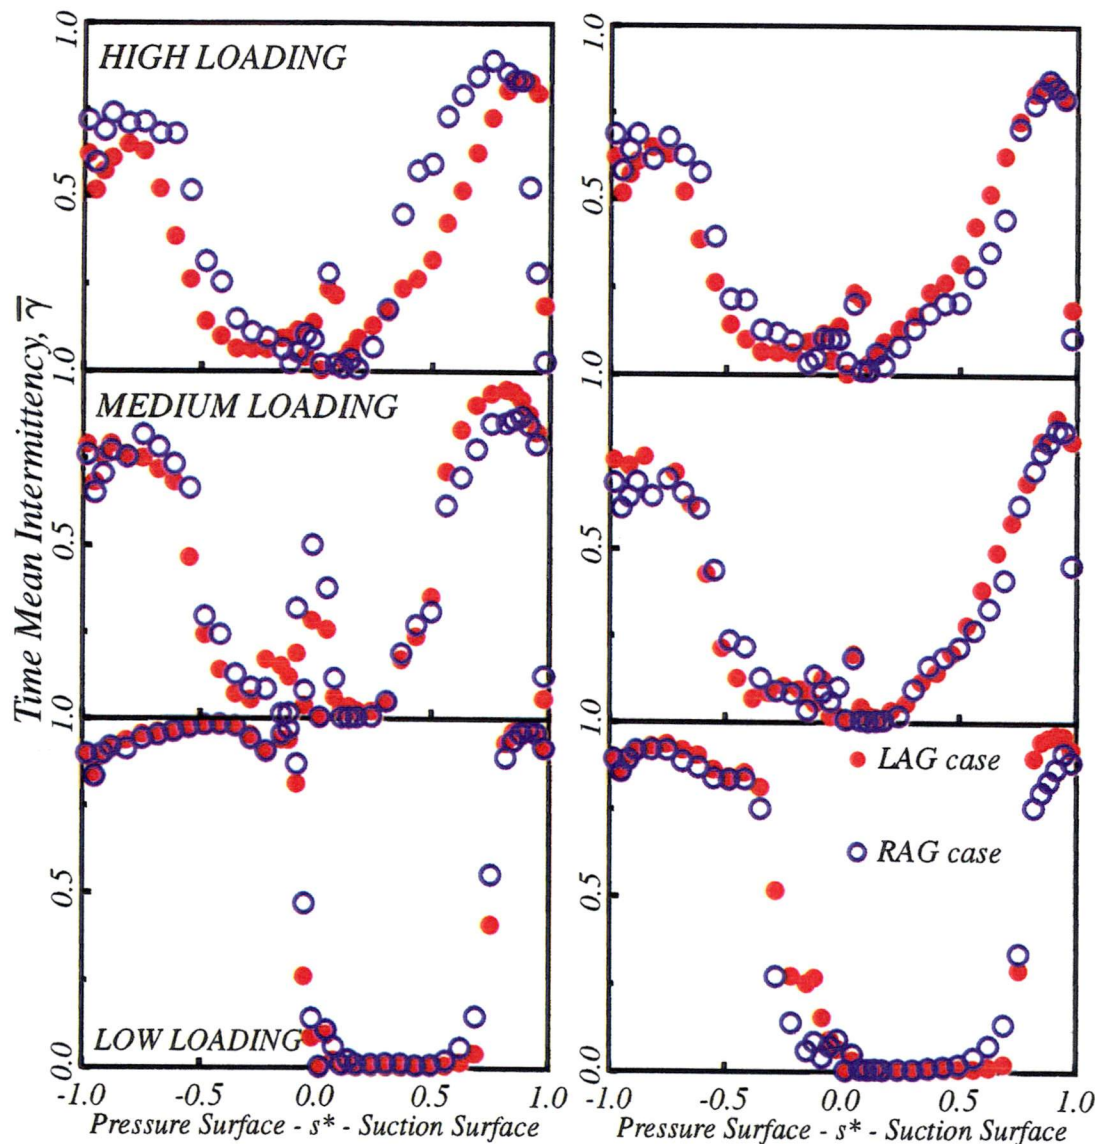 1.0
1.0
HIGH LOADING
0.5
0.5
1.0
1.0
MEDIUM LOADING
Time Mean Intermittency, γ̅
0.5
0.5
1.0
1.0
LAG case
RAG case
0.5
0.5
LOW LOADING
0.0
0.0
-1.0 -0.5 0.0 0.5 1.0
-1.0 -0.5 0.0 0.5 1.0
Pressure Surface - s* - Suction Surface
Pressure Surface - s* - Suction Surface